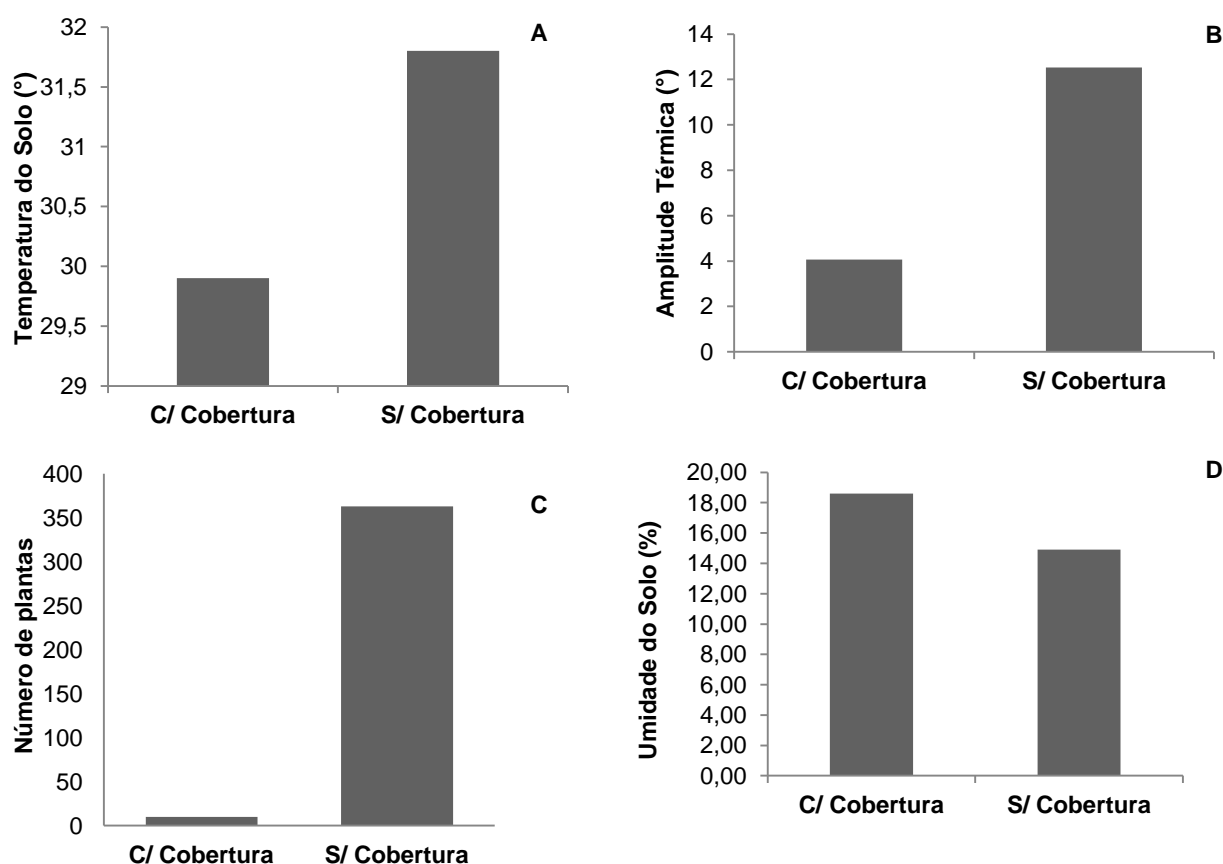 A
Temperatura do Solo (°)
32
31,5
31
30,5
30
29,5
29
C/ Cobertura
S/ Cobertura
B
Amplitude Térmica (°)
14
12
10
8
6
4
2
0
C/ Cobertura
S/ Cobertura
C
Número de plantas
400
350
300
250
200
150
100
50
0
C/ Cobertura
S/ Cobertura
D
Umidade do Solo (%)
20,00
18,00
16,00
14,00
12,00
10,00
8,00
6,00
4,00
2,00
0,00
C/ Cobertura
S/ Cobertura